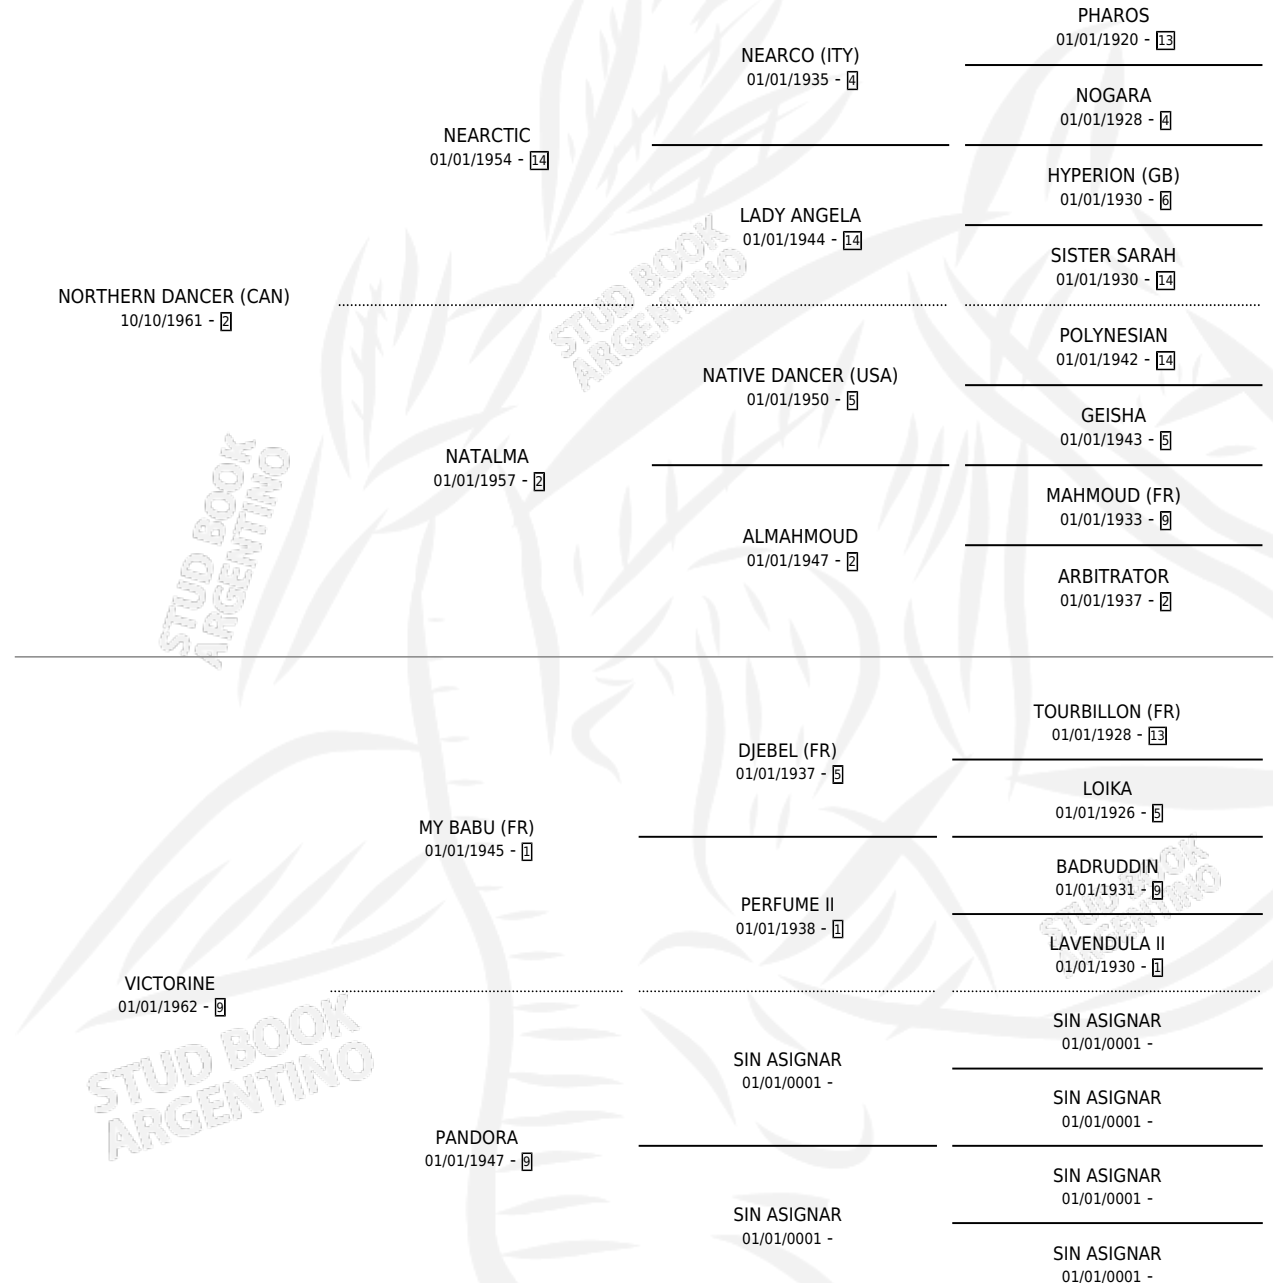 PHAROS
01/01/1920 - 13
NEARCO (ITY)
01/01/1935 - 4
NOGARA
01/01/1928 - 4
NEARCTIC
01/01/1954 - 14
HYPERION (GB)
01/01/1930 - 6
LADY ANGELA
01/01/1944 - 14
SISTER SARAH
01/01/1930 - 14
NORTHERN DANCER (CAN)
10/10/1961 - 2
POLYNESIAN
01/01/1942 - 14
NATIVE DANCER (USA)
01/01/1950 - 5
GEISHA
01/01/1943 - 5
NATALMA
01/01/1957 - 2
MAHMOUD (FR)
01/01/1933 - 9
ALMAHMOUD
01/01/1947 - 2
ARBITRATOR
01/01/1937 - 2
TOURBILLON (FR)
01/01/1928 - 13
DJEBEL (FR)
01/01/1937 - 5
LOIKA
01/01/1926 - 5
MY BABU (FR)
01/01/1945 - 1
BADRUDDIN
01/01/1931 - 9
PERFUME II
01/01/1938 - 1
LAVENDULA II
01/01/1930 - 1
VICTORINE
01/01/1962 - 9
SIN ASIGNAR
01/01/0001 -
SIN ASIGNAR
01/01/0001 -
SIN ASIGNAR
01/01/0001 -
PANDORA
01/01/1947 - 9
SIN ASIGNAR
01/01/0001 -
SIN ASIGNAR
01/01/0001 -
SIN ASIGNAR
01/01/0001 -
STUD BOOK
ARGENTINO
STUD BOOK
ARGENTINO
STUD BOOK
ARGENTINO
STUD BOOK
ARGENTINO